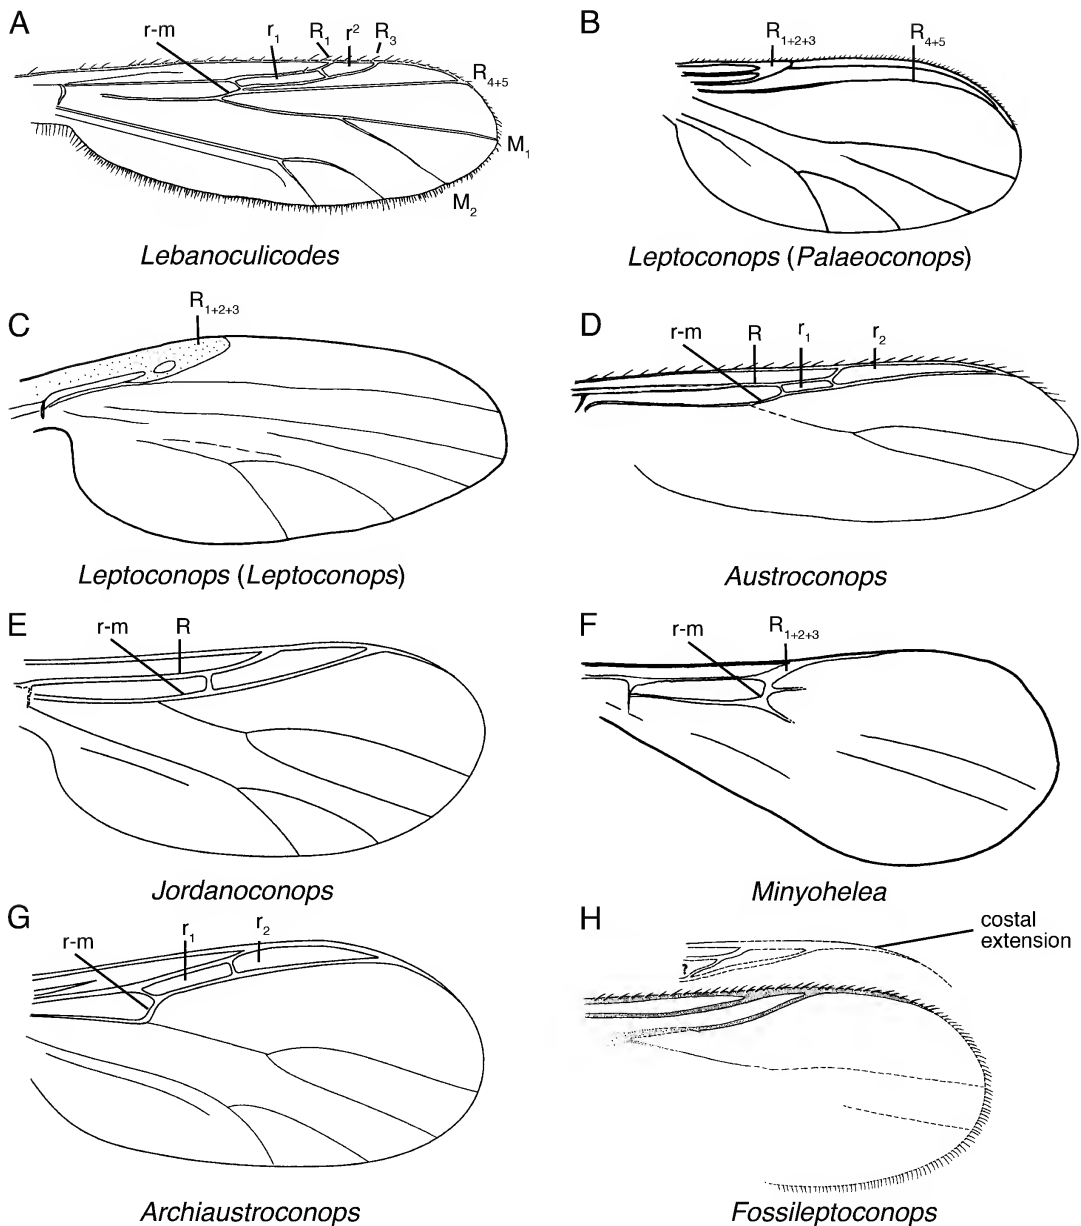 A
r-m r₁ R₁ r² R₃
R₄₊₅
M₁
M₂
Lebanoculicodes
B
R₁₊₂₊₃ R₄₊₅
Leptoconops (Palaeoconops)
C
R₁₊₂₊₃
Leptoconops (Leptoconops)
D
r-m R r₁ r₂
Austroconops
E
r-m R
Jordanoconops
F
r-m R₁₊₂₊₃
Minyohelea
G
r-m r₁ r₂
Archiaustroconops
H
costal
extension
?
Fossileptoconops